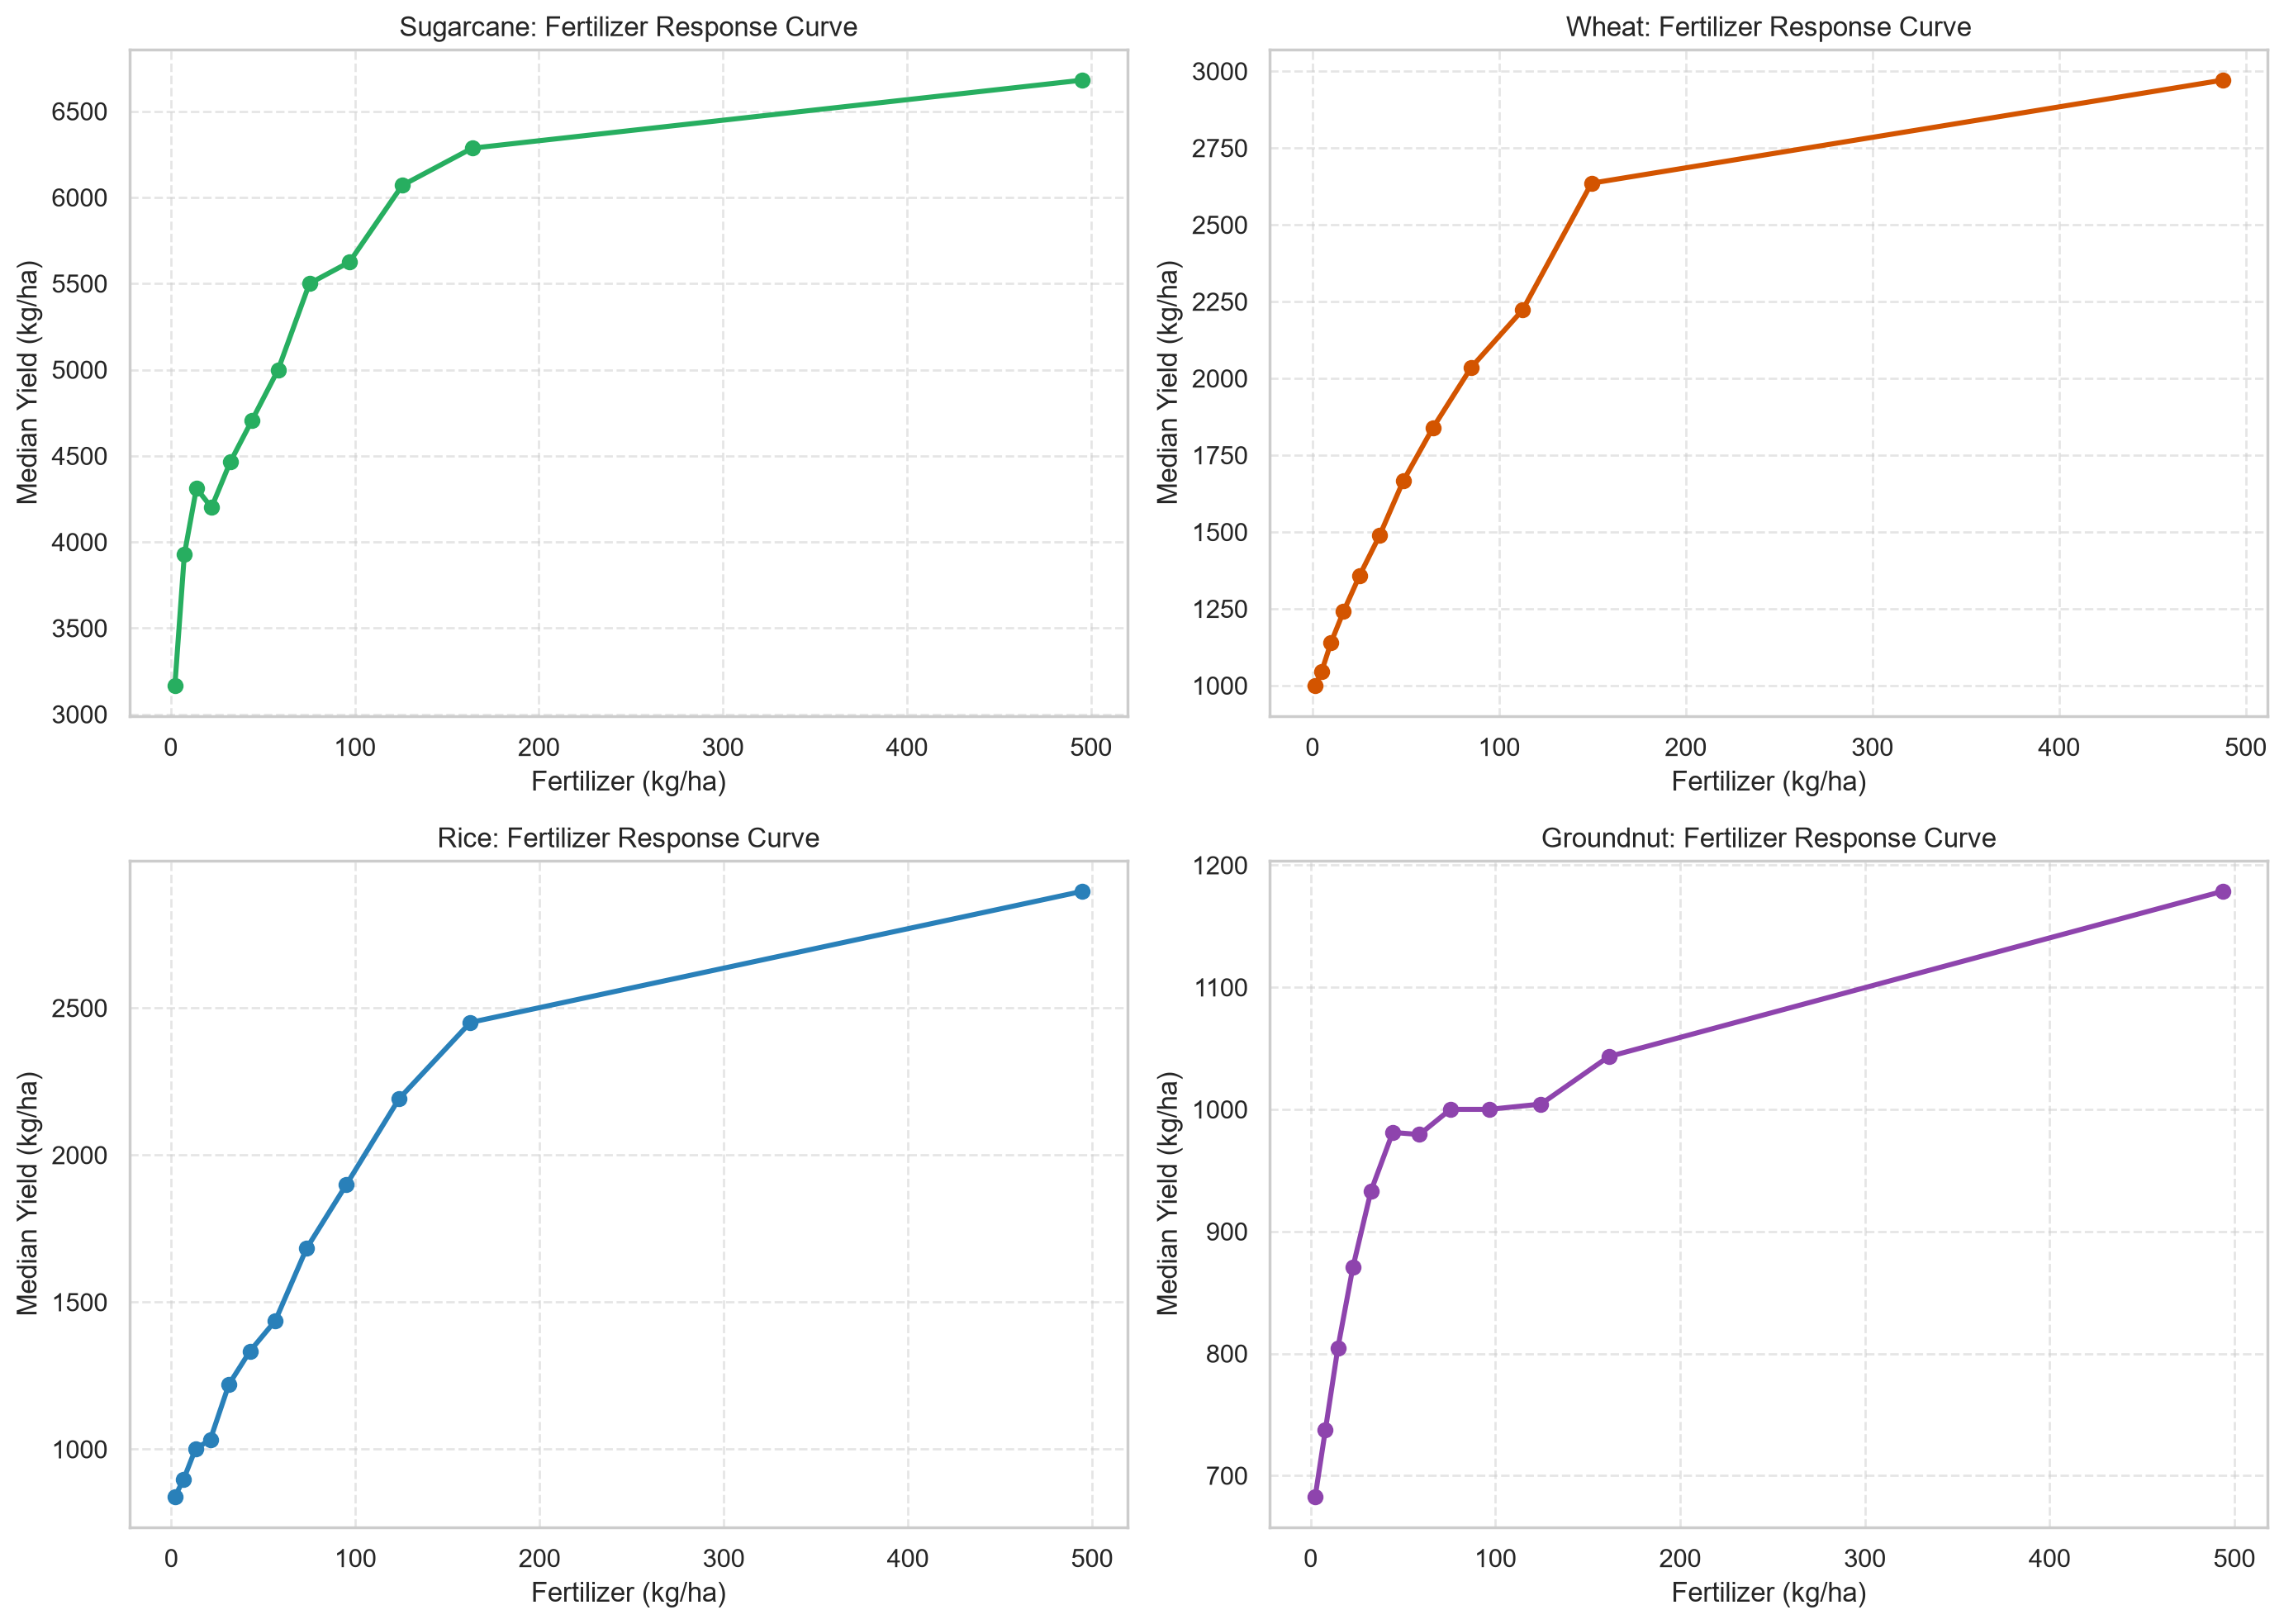 Sugarcane: Fertilizer Response Curve
Median Yield (kg/ha)
6500
6000
5500
5000
4500
4000
3500
3000
0 100 200 300 400 500
Fertilizer (kg/ha)
Wheat: Fertilizer Response Curve
Median Yield (kg/ha)
3000
2750
2500
2250
2000
1750
1500
1250
1000
0 100 200 300 400 500
Fertilizer (kg/ha)
Rice: Fertilizer Response Curve
Median Yield (kg/ha)
2500
2000
1500
1000
0 100 200 300 400 500
Fertilizer (kg/ha)
Groundnut: Fertilizer Response Curve
Median Yield (kg/ha)
1200
1100
1000
900
800
700
0 100 200 300 400 500
Fertilizer (kg/ha)